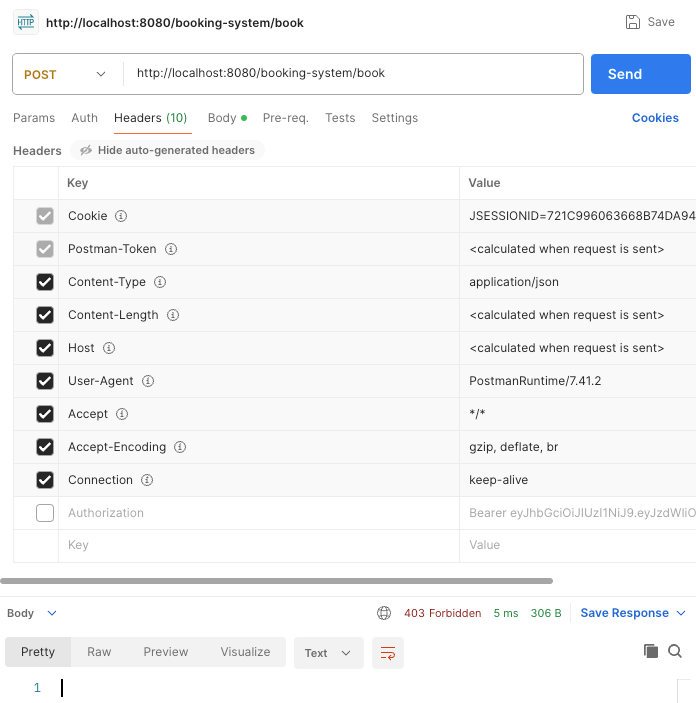 HTTP http://localhost:8080/booking-system/book Save
POST http://localhost:8080/booking-system/book Send
Params Auth Headers (10) Body Pre-req. Tests Settings Cookies
Headers Hide auto-generated headers
Key Value
Cookie JSESSIONID=721C996063668B74DA94
Postman-Token <calculated when request is sent>
Content-Type application/json
Content-Length <calculated when request is sent>
Host <calculated when request is sent>
User-Agent PostmanRuntime/7.41.2
Accept */*
Accept-Encoding gzip, deflate, br
Connection keep-alive
Authorization Bearer eyJhbGciOiJIUzI1NiJ9.eyJzdWIiO
Key Value
Body 403 Forbidden 5 ms 306 B Save Response
Pretty Raw Preview Visualize Text
1